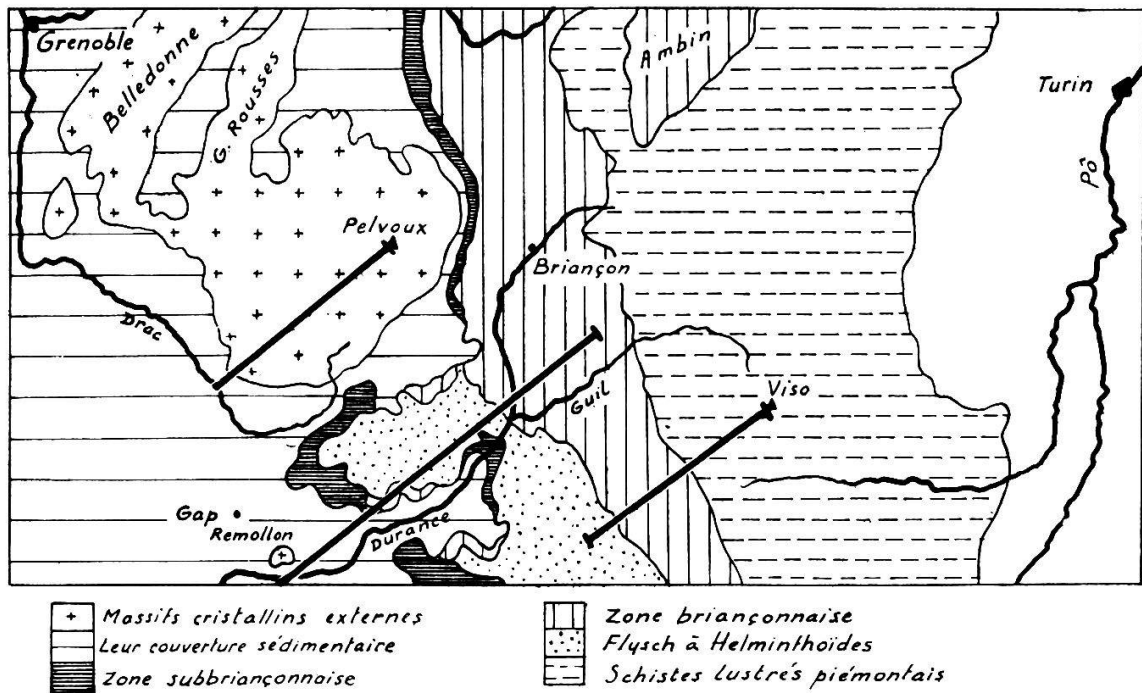 Grenoble
Belledonne
G. Rousses
Ambin
Turin
Pô
Pelvoux
Briançon
Drac
Guil
Viso
Gap
Remollon
Durance
Massifs cristallins externes
Leur couverture sédimentaire
Zone subbriançonnaise
Zone briançonnaise
Flysch à Helminthoïdes
Schistes lustrés piémontais